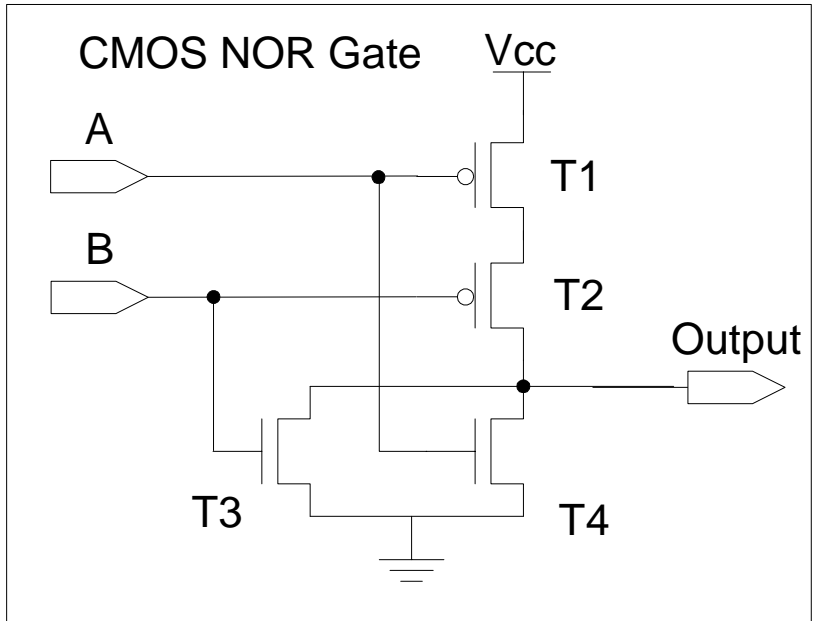 CMOS NOR Gate
Vcc
A
T1
B
T2
Output
T3
T4